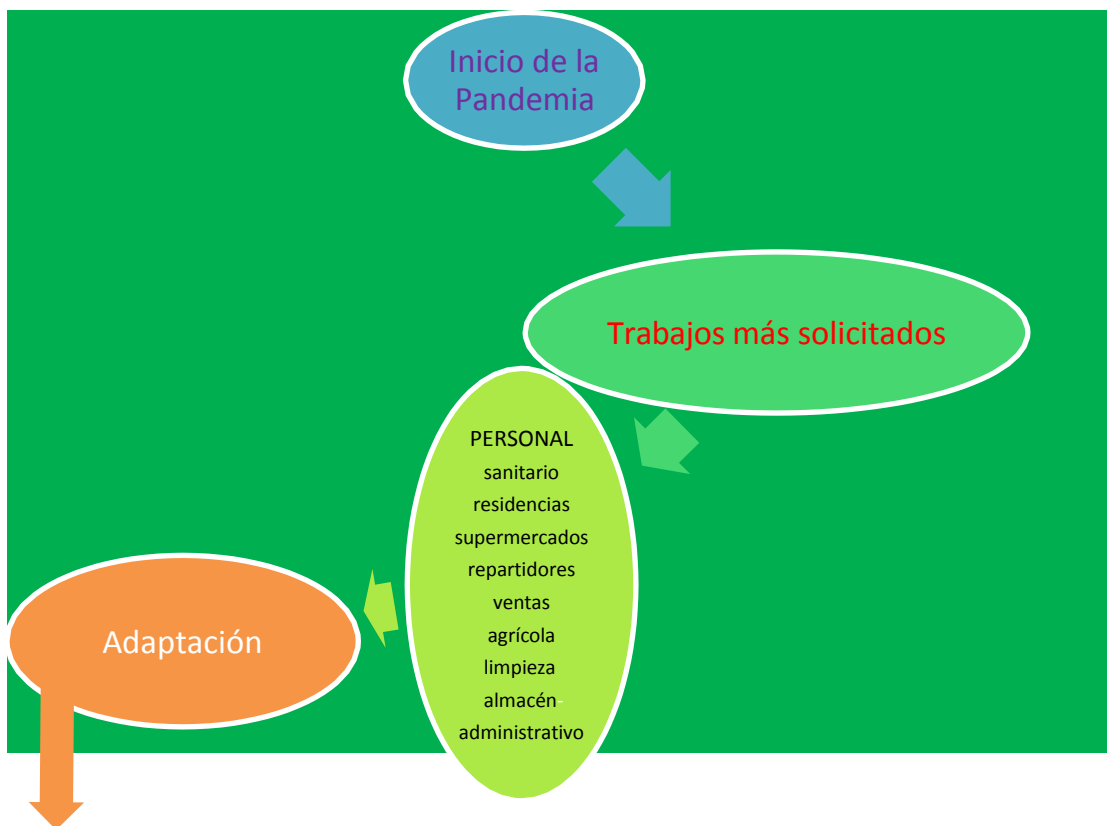 Inicio de la
Pandemia
Trabajos más solicitados
PERSONAL
sanitario
residencias
supermercados
repartidores
ventas
agrícola
limpieza
almacén-
administrativo
Adaptación